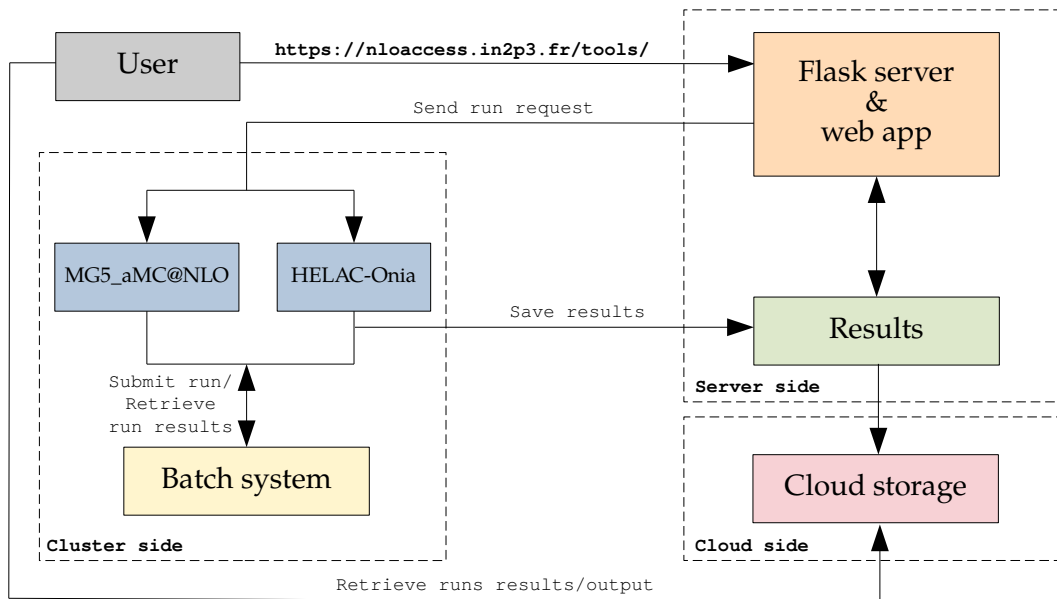 User
https://nloaccess.in2p3.fr/tools/
Flask server
&
web app
Send run request
MG5_aMC@NLO
HELAC-Onia
Save results
Results
Server side
Submit run/
Retrieve
run results
Batch system
Cluster side
Cloud storage
Cloud side
Retrieve runs results/output